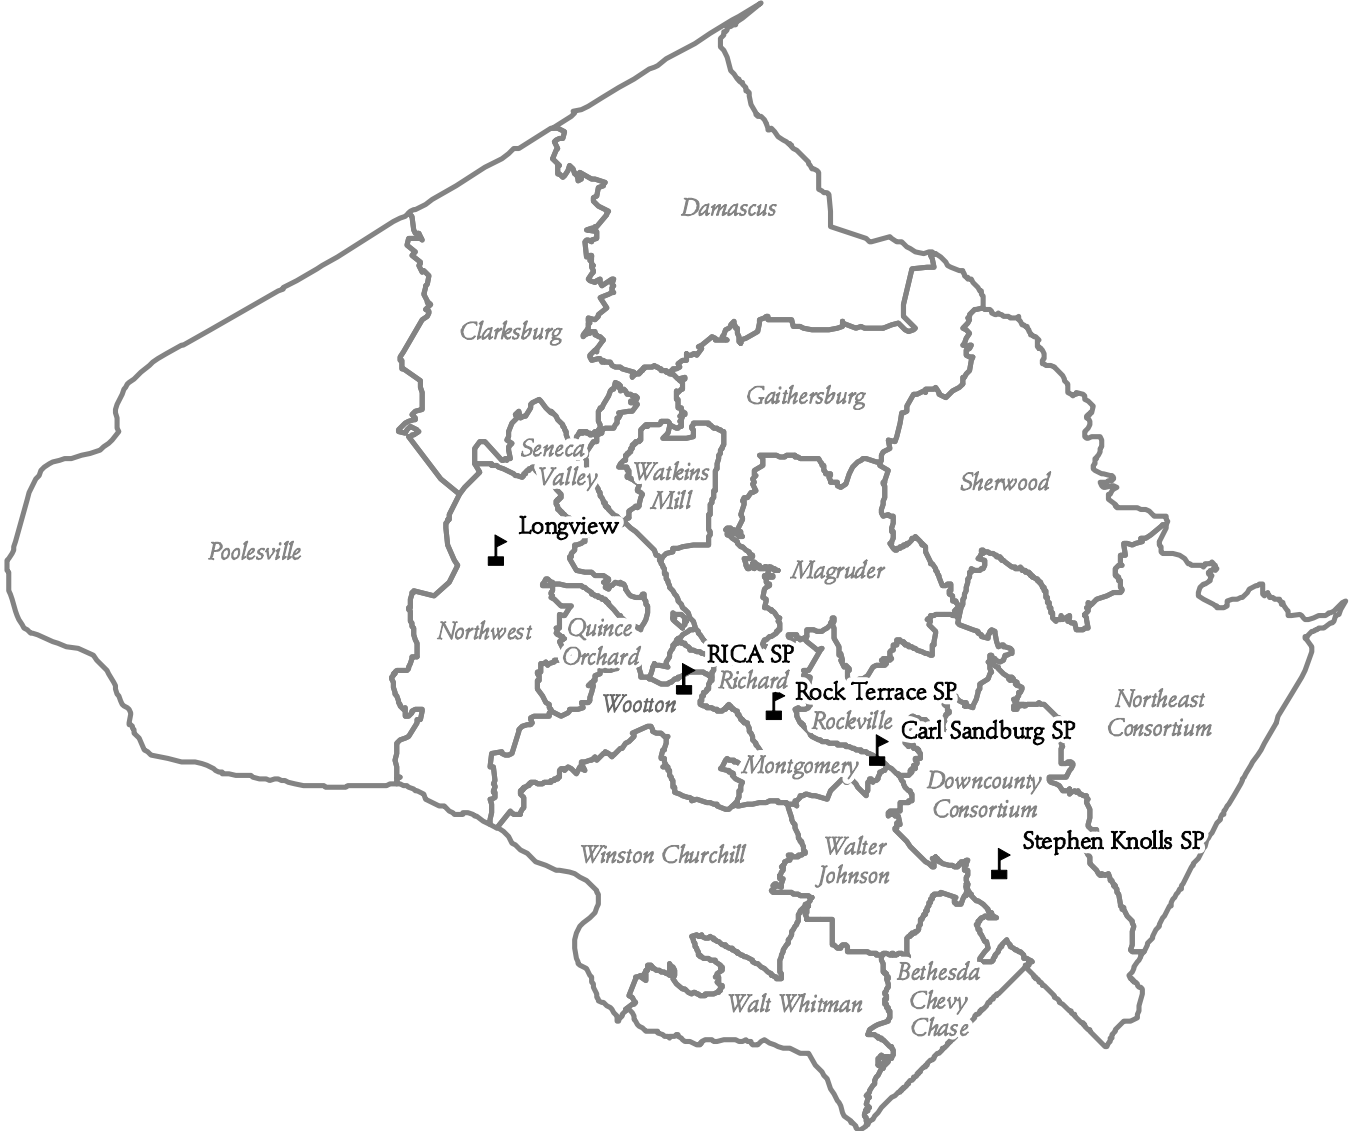 Damascus
Clarksburg
Gaithersburg
Seneca
Valley
Watkins
Mill
Sherwood
Longview
Poolesville
Magruder
Northwest
Quince
Orchard
RICA SP
Richard
Rock Terrace SP
Wootton
Rockville
Northeast
Consortium
Carl Sandburg SP
Montgomery
Downcounty
Consortium
Stephen Knolls SP
Winston Churchill
Walter
Johnson
Bethesda
Chevy
Chase
Walt Whitman